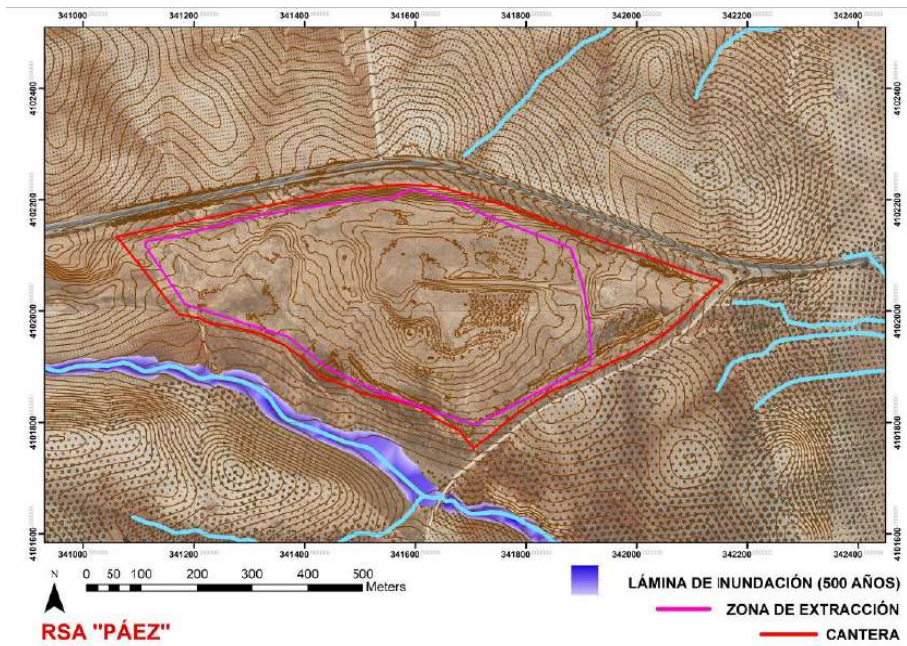 341000 341200 341400 341600 341800 342000 342200 342400
4102400
4102400
4102200
4102200
4102000
4102000
4101800
4101800
4101600
4101600
341000 341200 341400 341600 341800 342000 342200 342400
N
0 50 100 200 300 400 500
Meters
RSA "PÁEZ"
LÁMINA DE INUNDACIÓN (500 AÑOS)
ZONA DE EXTRACCIÓN
CANTERA